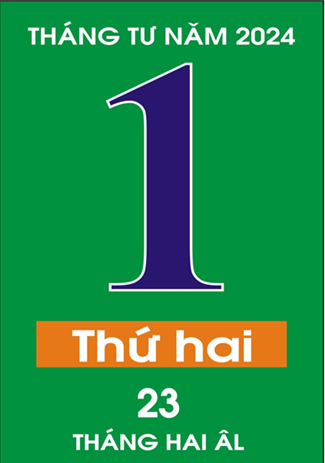 THÁNG TƯ NĂM 2024
1
Thứ hai
23
THÁNG HAI ÂL